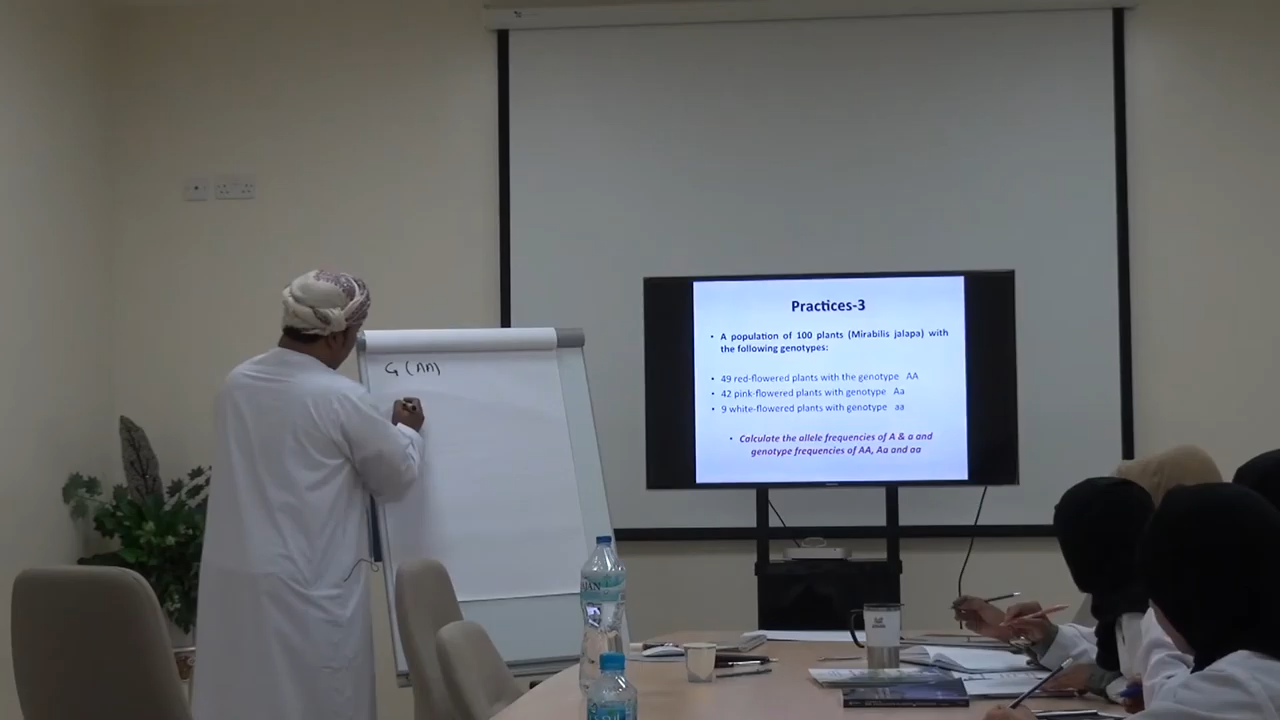 G (AA)
Practices-3
• A population of 100 plants (Mirabilis jalapa) with
the following genotypes:
• 49 red-flowered plants with the genotype AA
• 42 pink-flowered plants with genotype Aa
• 9 white-flowered plants with genotype aa
• Calculate the allele frequencies of A & a and
genotype frequencies of AA, Aa and aa